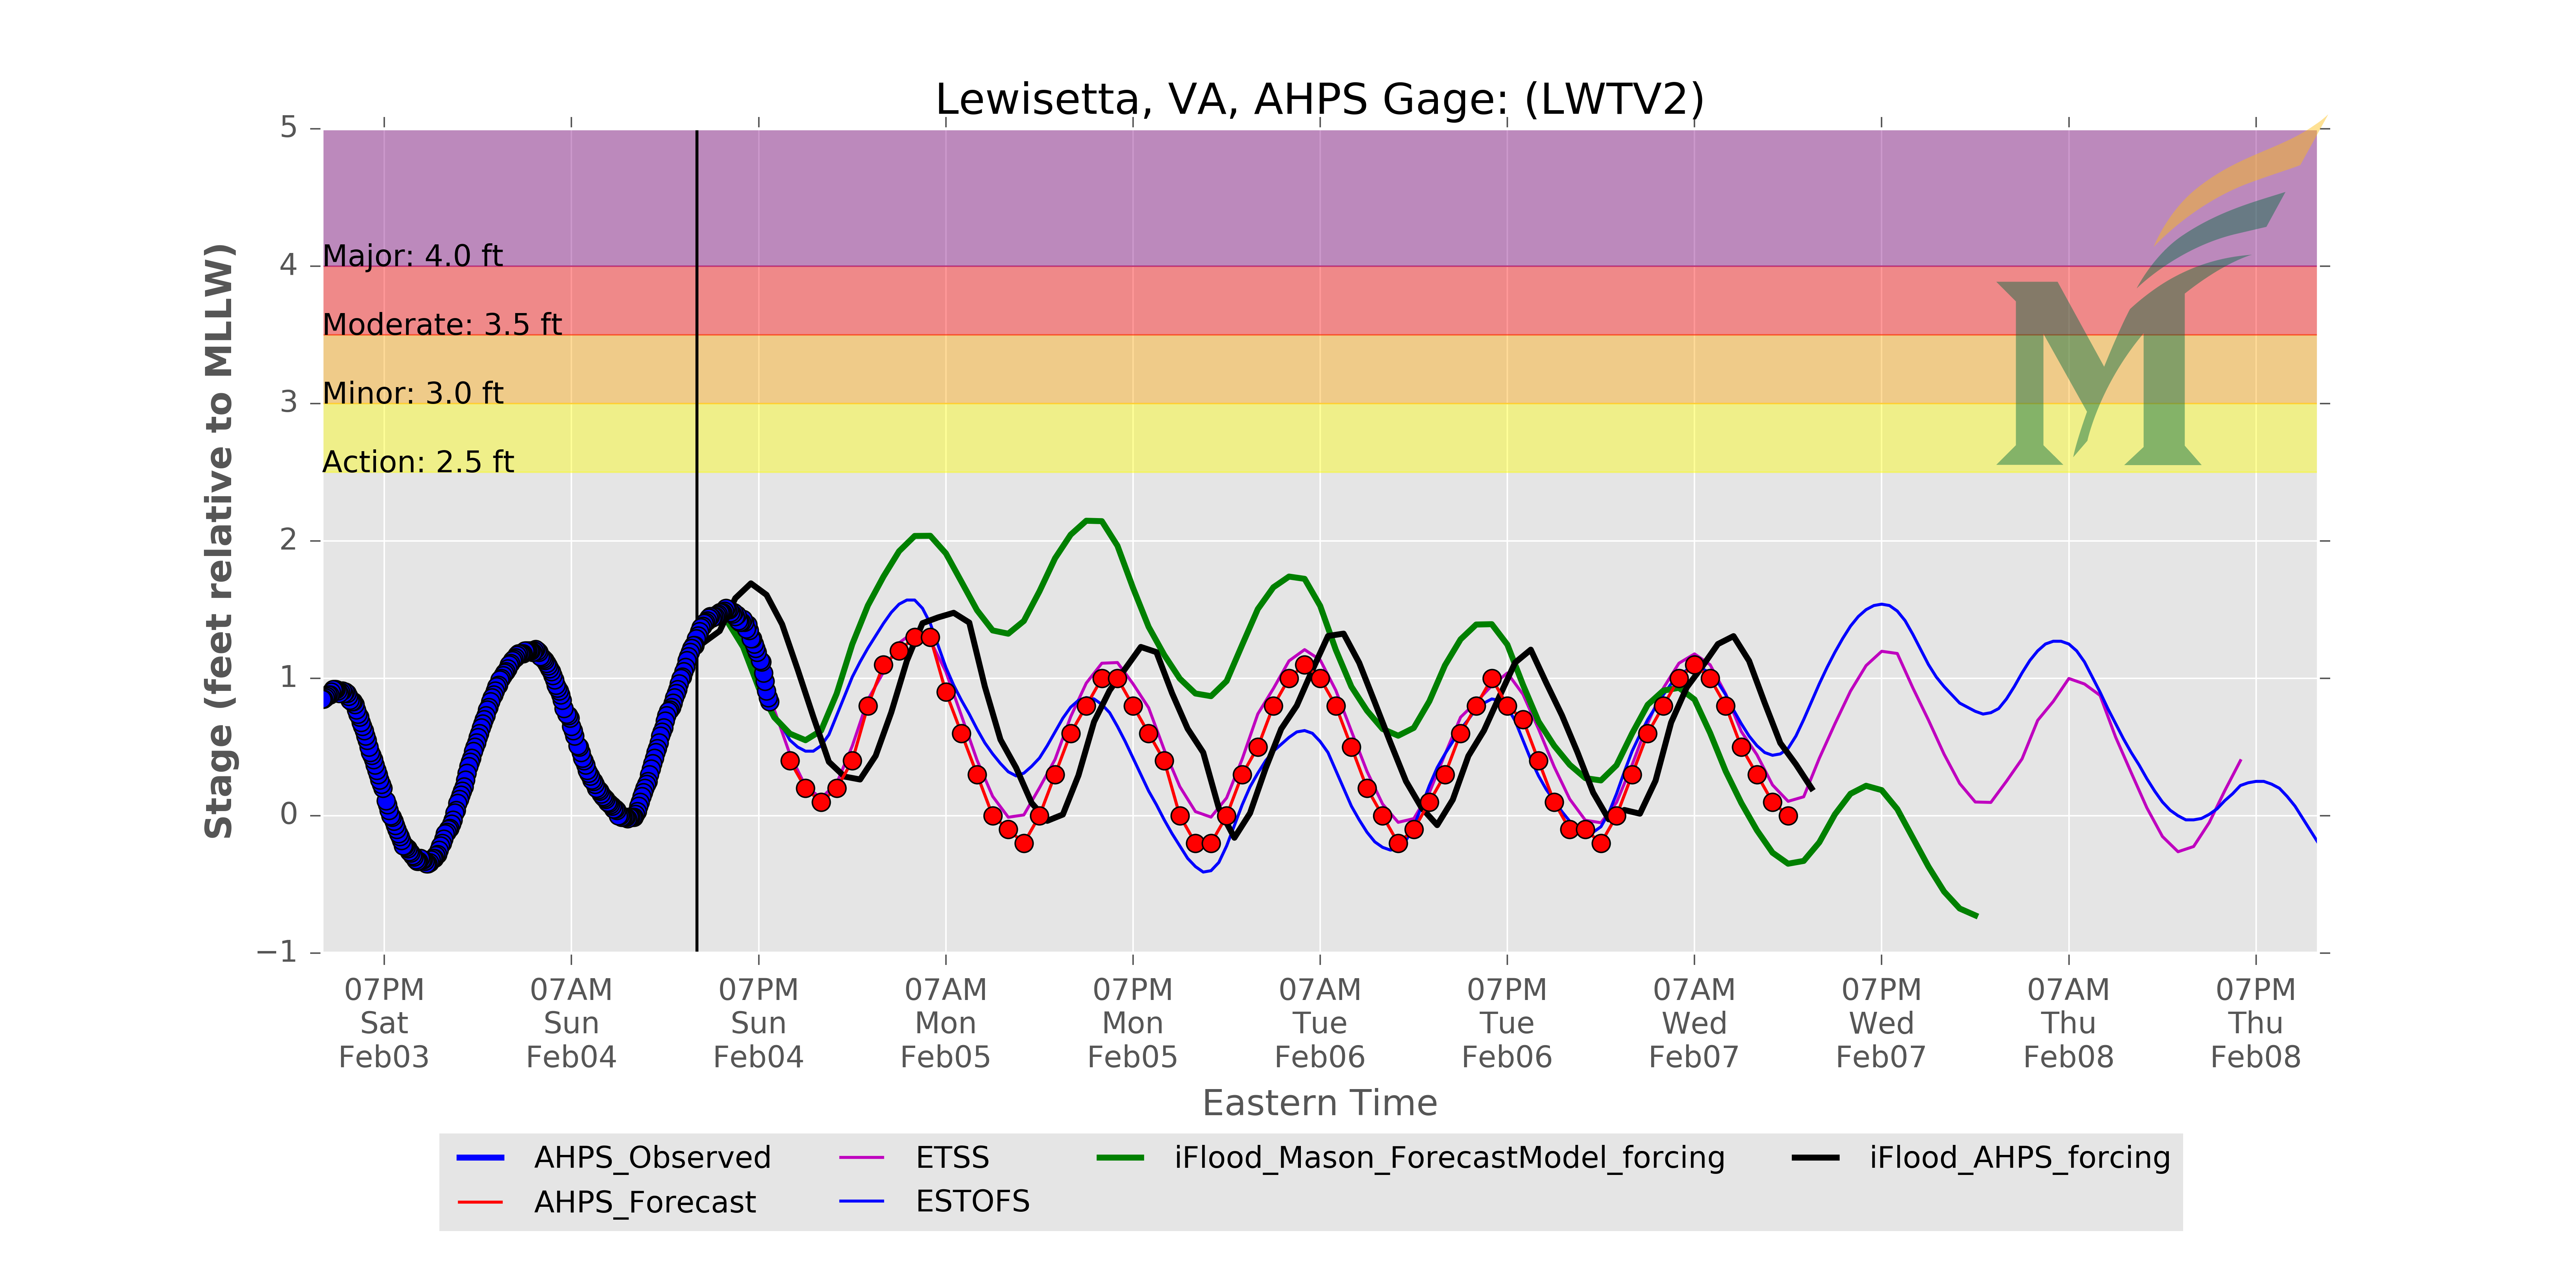 Lewisetta, VA, AHPS Gage: (LWTV2)
Stage (feet relative to MLLW)
5
4
3
2
1
0
−1
Major: 4.0 ft
Moderate: 3.5 ft
Minor: 3.0 ft
Action: 2.5 ft
07PM 07AM 07PM 07AM 07PM 07AM 07PM 07AM 07PM 07AM 07PM
Sat Sun Sun Mon Mon Tue Tue Wed Wed Thu Thu
Feb03 Feb04 Feb04 Feb05 Feb05 Feb06 Feb06 Feb07 Feb07 Feb08 Feb08
Eastern Time
AHPS_Observed ETSS iFlood_Mason_ForecastModel_forcing iFlood_AHPS_forcing
AHPS_Forecast ESTOFS
M